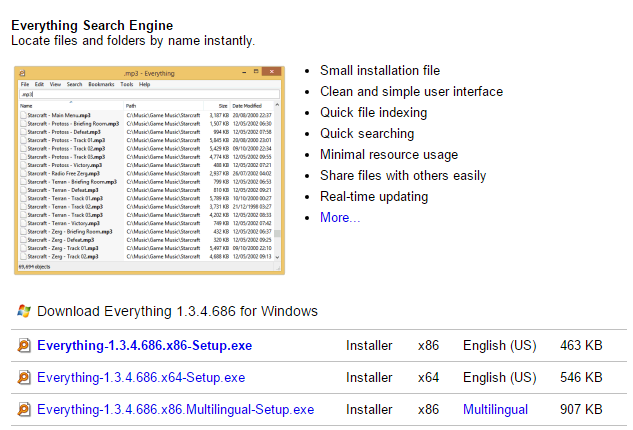 Everything Search Engine
Locate files and folders by name instantly.
.mp3 - Everything
File Edit View Search Bookmarks Tools Help
.mp3
Name Path Size Date Modified
Starcraft - Main Menu.mp3 C:\Music\Game Music\Starcraft 3,187 KB 20/08/2000 22:37
Starcraft - Protoss - Briefing Room.mp3 C:\Music\Game Music\Starcraft 1,507 KB 12/05/2002 06:30
Starcraft - Protoss - Defeat.mp3 C:\Music\Game Music\Starcraft 994 KB 12/05/2002 07:58
Starcraft - Protoss - Track 01.mp3 C:\Music\Game Music\Starcraft 5,845 KB 20/08/2000 23:01
Starcraft - Protoss - Track 02.mp3 C:\Music\Game Music\Starcraft 5,429 KB 09/10/2000 22:34
Starcraft - Protoss - Track 03.mp3 C:\Music\Game Music\Starcraft 4,774 KB 12/05/2002 09:55
Starcraft - Protoss - Victory.mp3 C:\Music\Game Music\Starcraft 488 KB 12/05/2002 07:21
Starcraft - Radio Free Zerg.mp3 C:\Music\Game Music\Starcraft 2,937 KB 26/07/2002 04:02
Starcraft - Terran - Briefing Room.mp3 C:\Music\Game Music\Starcraft 799 KB 12/05/2002 06:53
Starcraft - Terran - Defeat.mp3 C:\Music\Game Music\Starcraft 810 KB 12/05/2002 09:21
Starcraft - Terran - Track 01.mp3 C:\Music\Game Music\Starcraft 5,789 KB 10/10/2000 00:27
Starcraft - Terran - Track 02.mp3 C:\Music\Game Music\Starcraft 3,731 KB 21/12/1998 03:27
Starcraft - Terran - Track 03.mp3 C:\Music\Game Music\Starcraft 4,202 KB 12/05/2002 08:33
Starcraft - Terran - Victory.mp3 C:\Music\Game Music\Starcraft 749 KB 12/05/2002 07:42
Starcraft - Zerg - Briefing Room.mp3 C:\Music\Game Music\Starcraft 432 KB 12/05/2002 06:37
Starcraft - Zerg - Defeat.mp3 C:\Music\Game Music\Starcraft 320 KB 12/05/2002 09:25
Starcraft - Zerg - Track 01.mp3 C:\Music\Game Music\Starcraft 5,497 KB 09/10/2000 22:10
Starcraft - Zerg - Track 02.mp3 C:\Music\Game Music\Starcraft 4,688 KB 12/05/2002 09:13
69,694 objects
Small installation file
Clean and simple user interface
Quick file indexing
Quick searching
Minimal resource usage
Share files with others easily
Real-time updating
More...
Download Everything 1.3.4.686 for Windows
Everything-1.3.4.686.x86-Setup.exe Installer x86 English (US) 463 KB
Everything-1.3.4.686.x64-Setup.exe Installer x64 English (US) 546 KB
Everything-1.3.4.686.x86.Multilingual-Setup.exe Installer x86 Multilingual 907 KB